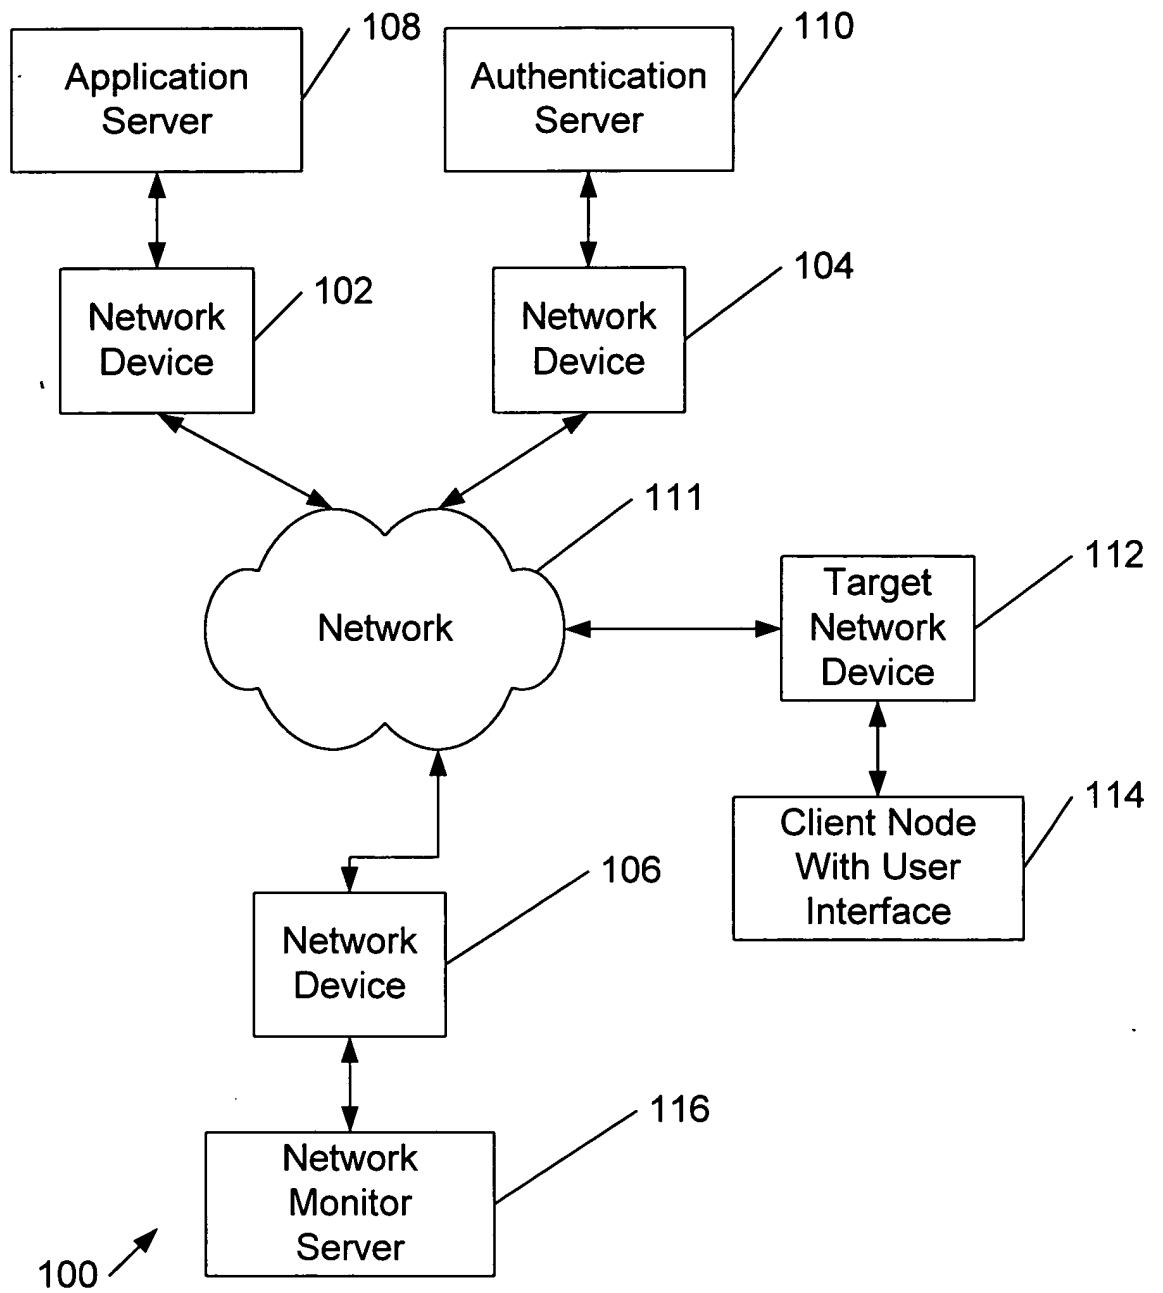 108
110
Application
Server
Authentication
Server
102
104
Network
Device
Network
Device
111
112
Network
Target
Network
Device
114
Client Node
With User
Interface
106
Network
Device
116
Network
Monitor
Server
100